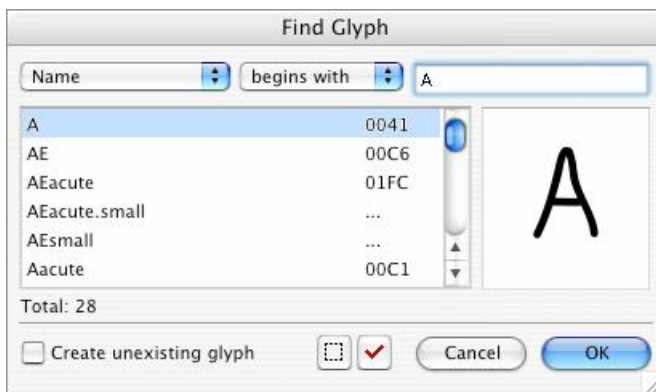 Find Glyph
Name begins with A
A 0041
AE 00C6
AEacute 01FC
AEacute.small ...
AEsmall ...
Aacute 00C1
A
Total: 28
Create unexisting glyph Cancel OK